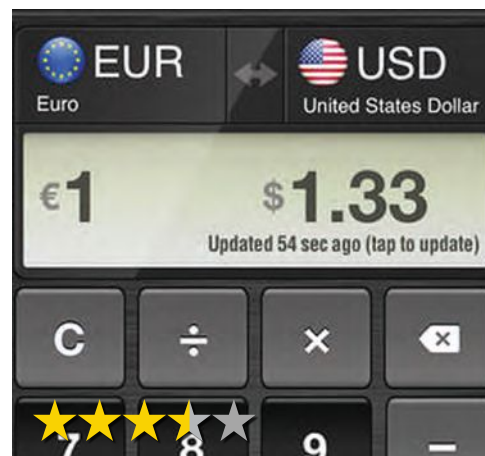 EUR USD
Euro United States Dollar
€1 $1.33
Updated 54 sec ago (tap to update)
C ÷ ×
7 8 9 −